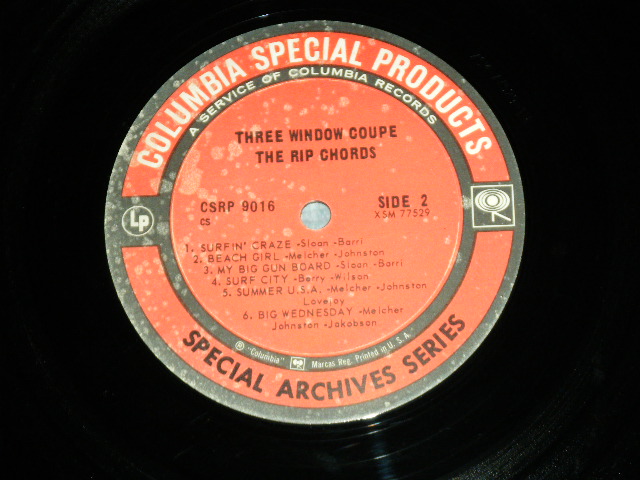 COLUMBIA SPECIAL PRODUCTS
A SERVICE OF COLUMBIA RECORDS
THREE WINDOW COUPE
THE RIP CHORDS
CSRP 9016
CS
SIDE 2
XSM 77529
Lp
1. SURFIN' CRAZE -Sloan -Barri
2. BEACH GIRL -Melcher -Johnston
3. MY BIG GUN BOARD -Sloan -Barri
4. SURF CITY -Berry -Wilson
5. SUMMER U.S.A. -Melcher -Johnston
Lovejoy
6. BIG WEDNESDAY -Melcher
Johnston -Jakobson
® "Columbia" Marcas Reg. Printed in U. S. A.
SPECIAL ARCHIVES SERIES